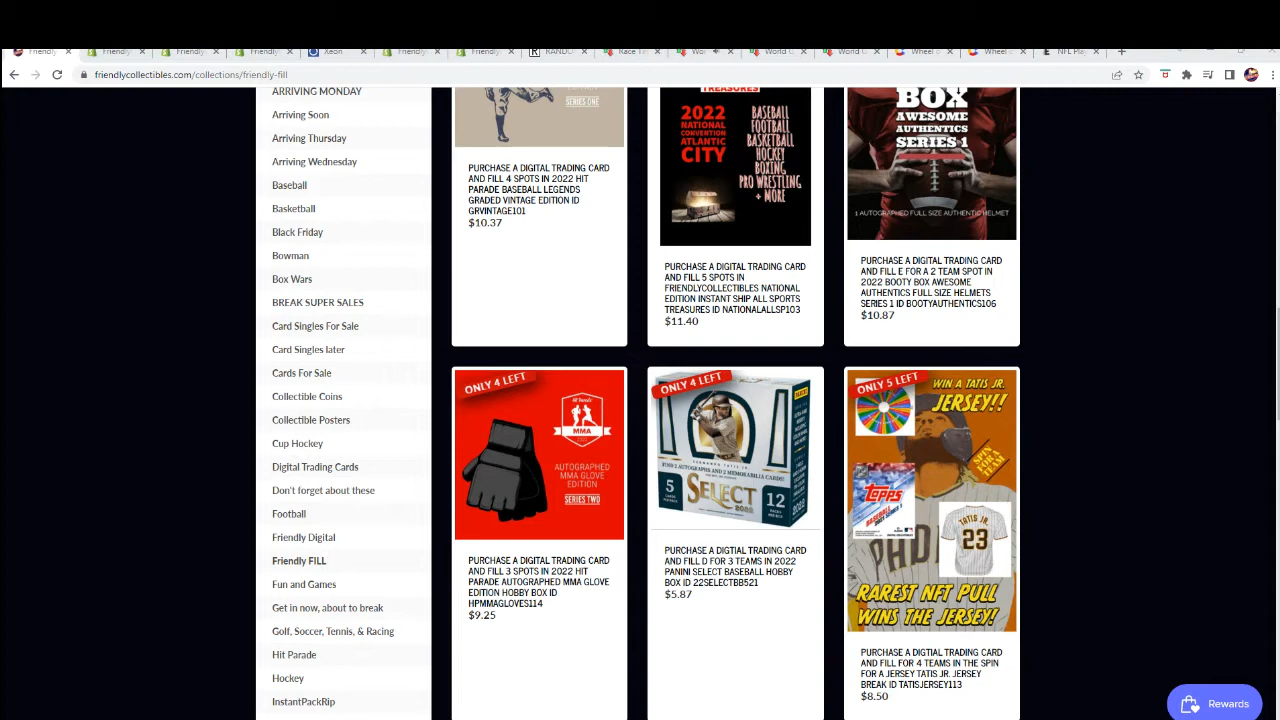 friendlycollectibles.com/collections/friendly-fill
ARRIVING MONDAY
Arriving Soon
Arriving Thursday
Arriving Wednesday
Baseball
Basketball
Black Friday
Bowman
Box Wars
BREAK SUPER SALES
Card Singles For Sale
Card Singles later
Cards For Sale
Collectible Coins
Collectible Posters
Cup Hockey
Digital Trading Cards
Don't forget about these
Football
Friendly Digital
Friendly FILL
Fun and Games
Get in now, about to break
Golf, Soccer, Tennis, & Racing
Hit Parade
Hockey
InstantPackRip
SERIES ONE
PURCHASE A DIGITAL TRADING CARD
AND FILL 4 SPOTS IN 2022 HIT
PARADE BASEBALL LEGENDS
GRADED VINTAGE EDITION ID
GRVINTAGE101
$10.37
TREASURES
2022
NATIONAL
CONVENTION
ATLANTIC
CITY
BASEBALL
FOOTBALL
BASKETBALL
HOCKEY
BOXING
PRO WRESTLING
+ MORE
PURCHASE A DIGITAL TRADING CARD
AND FILL 5 SPOTS IN
FRIENDLYCOLLECTIBLES NATIONAL
EDITION INSTANT SHIP ALL SPORTS
TREASURES ID NATIONALALLSP103
$11.40
BOX
AWESOME
AUTHENTICS
SERIES 1
1 AUTOGRAPHED FULL SIZE AUTHENTIC HELMET
PURCHASE A DIGITAL TRADING CARD
AND FILL E FOR A 2 TEAM SPOT IN
2022 BOOTY BOX AWESOME
AUTHENTICS FULL SIZE HELMETS
SERIES 1 ID BOOTYAUTHENTICS106
$10.87
ONLY 4 LEFT
MMA
AUTOGRAPHED
MMA GLOVE
EDITION
SERIES TWO
PURCHASE A DIGITAL TRADING CARD
AND FILL 3 SPOTS IN 2022 HIT
PARADE AUTOGRAPHED MMA GLOVE
EDITION HOBBY BOX ID
HPMMAGLOVES114
$9.25
ONLY 4 LEFT
SELECT
2022
5
12
PURCHASE A DIGTIAL TRADING CARD
AND FILL D FOR 3 TEAMS IN 2022
PANINI SELECT BASEBALL HOBBY
BOX ID 22SELECTBB521
$5.87
ONLY 5 LEFT
WIN A TATIS JR.
JERSEY!!
SPIN
FOR A
TEAM
TOPPS
TATIS JR.
23
RAREST NFT PULL
WINS THE JERSEY!
PURCHASE A DIGTIAL TRADING CARD
AND FILL FOR 4 TEAMS IN THE SPIN
FOR A JERSEY TATIS JR. JERSEY
BREAK ID TATISJERSEY113
$8.50
Rewards